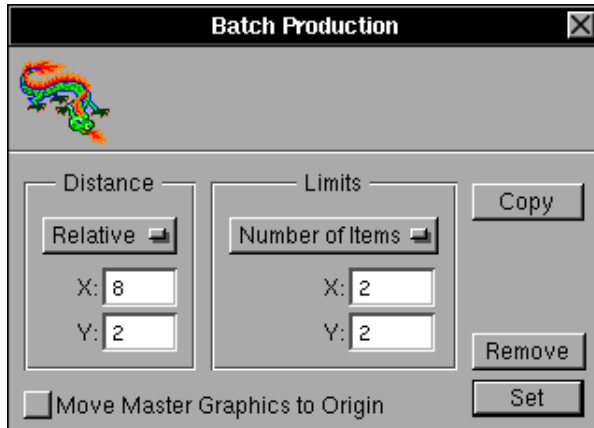 Batch Production
Distance
Limits
Copy
Relative
Number of Items
X: 8
X: 2
Y: 2
Y: 2
Remove
Move Master Graphics to Origin
Set